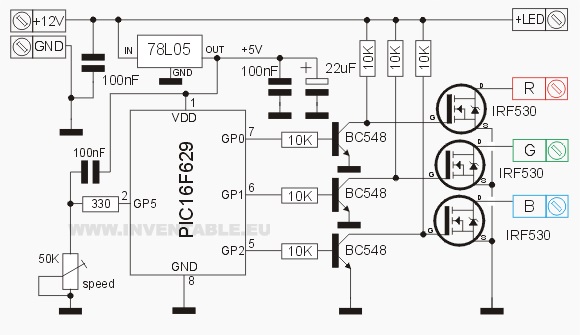 +12V
+LED
GND
IN
78L05
OUT
+5V
GND
100nF
100nF
+
22uF
10K
10K
10K
D
R
G
S
IRF530
1
VDD
100nF
PIC16F629
GP0
7
10K
BC548
D
G
G
S
IRF530
330
2
GP5
GP1
6
10K
BC548
D
B
G
S
IRF530
WWW.INVENTABLE.EU
50K
speed
GP2
5
10K
BC548
GND
8